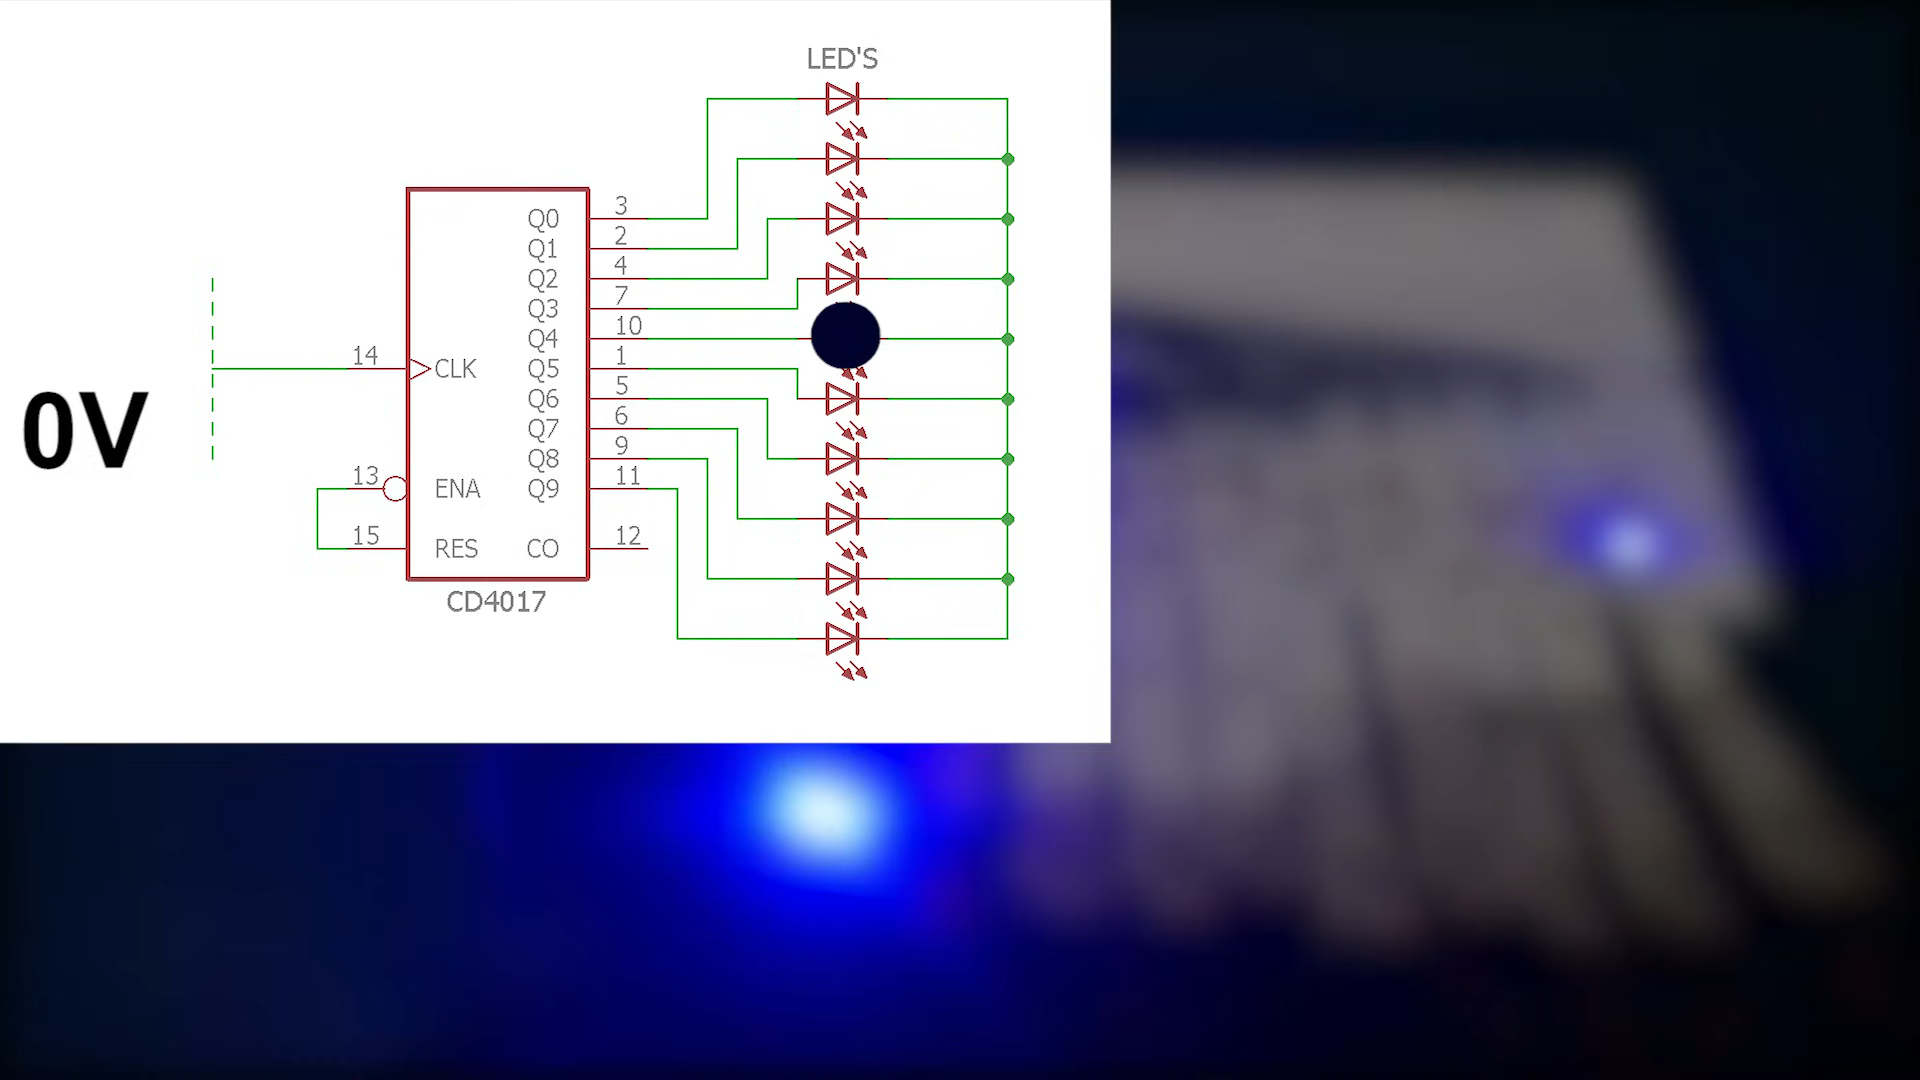 LED'S
Q0 3
Q1 2
Q2 4
Q3 7
Q4 10
14 CLK Q5 1
0V
Q6 5
Q7 6
Q8 9
13 ENA Q9 11
15 RES CO 12
CD4017